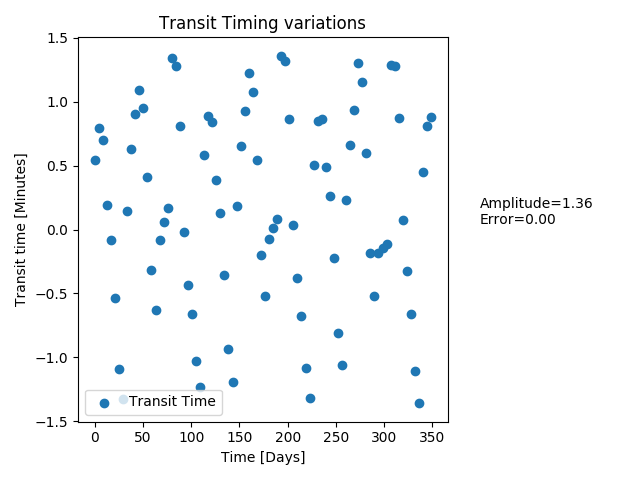 Transit Timing variations
Transit time [Minutes]
1.5
1.0
0.5
0.0
−0.5
−1.0
−1.5
Transit Time
0 50 100 150 200 250 300 350
Time [Days]
Amplitude=1.36
Error=0.00